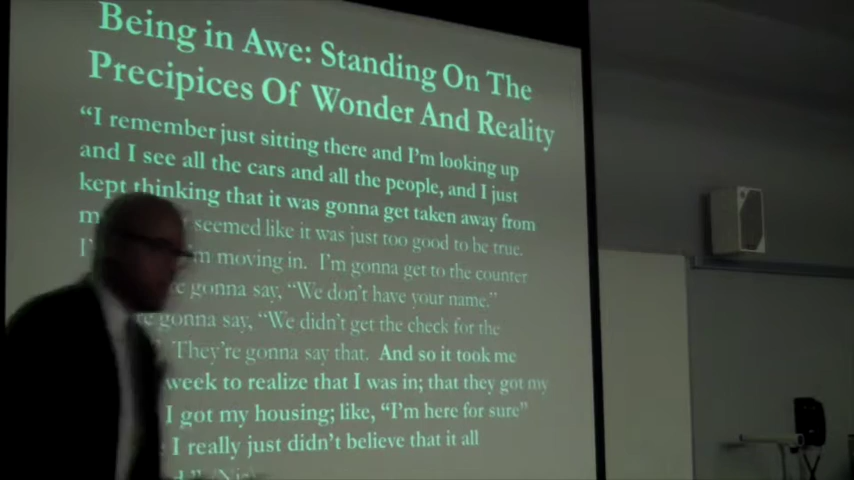 Being in Awe: Standing On The
Precipices Of Wonder And Reality
“I remember just sitting there and I’m looking up
and I see all the cars and all the people, and I just
kept thinking that it was gonna get taken away from
seemed like it was just too good to be true.
moving in. I’m gonna get to the counter
gonna say, “We don’t have your name.”
gonna say, “We didn’t get the check for the
They’re gonna say that. And so it took me
week to realize that I was in; that they got my
I got my housing; like, “I’m here for sure”
I really just didn’t believe that it all